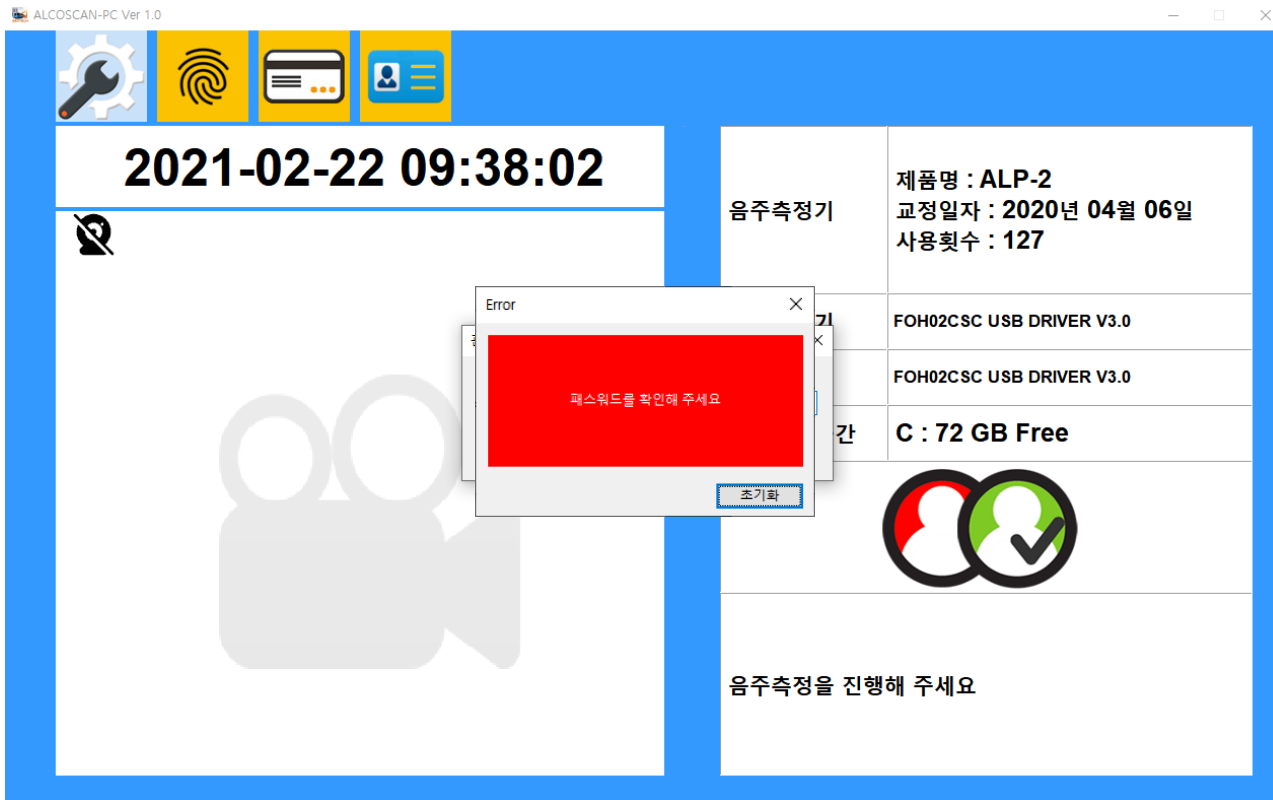 ALCOSCAN-PC Ver 1.0
2021-02-22 09:38:02
음주측정기
제품명 : ALP-2
교정일자 : 2020년 04월 06일
사용횟수 : 127
Error
패스워드를 확인해 주세요
초기화
기
FOH02CSC USB DRIVER V3.0
FOH02CSC USB DRIVER V3.0
간
C : 72 GB Free
음주측정을 진행해 주세요